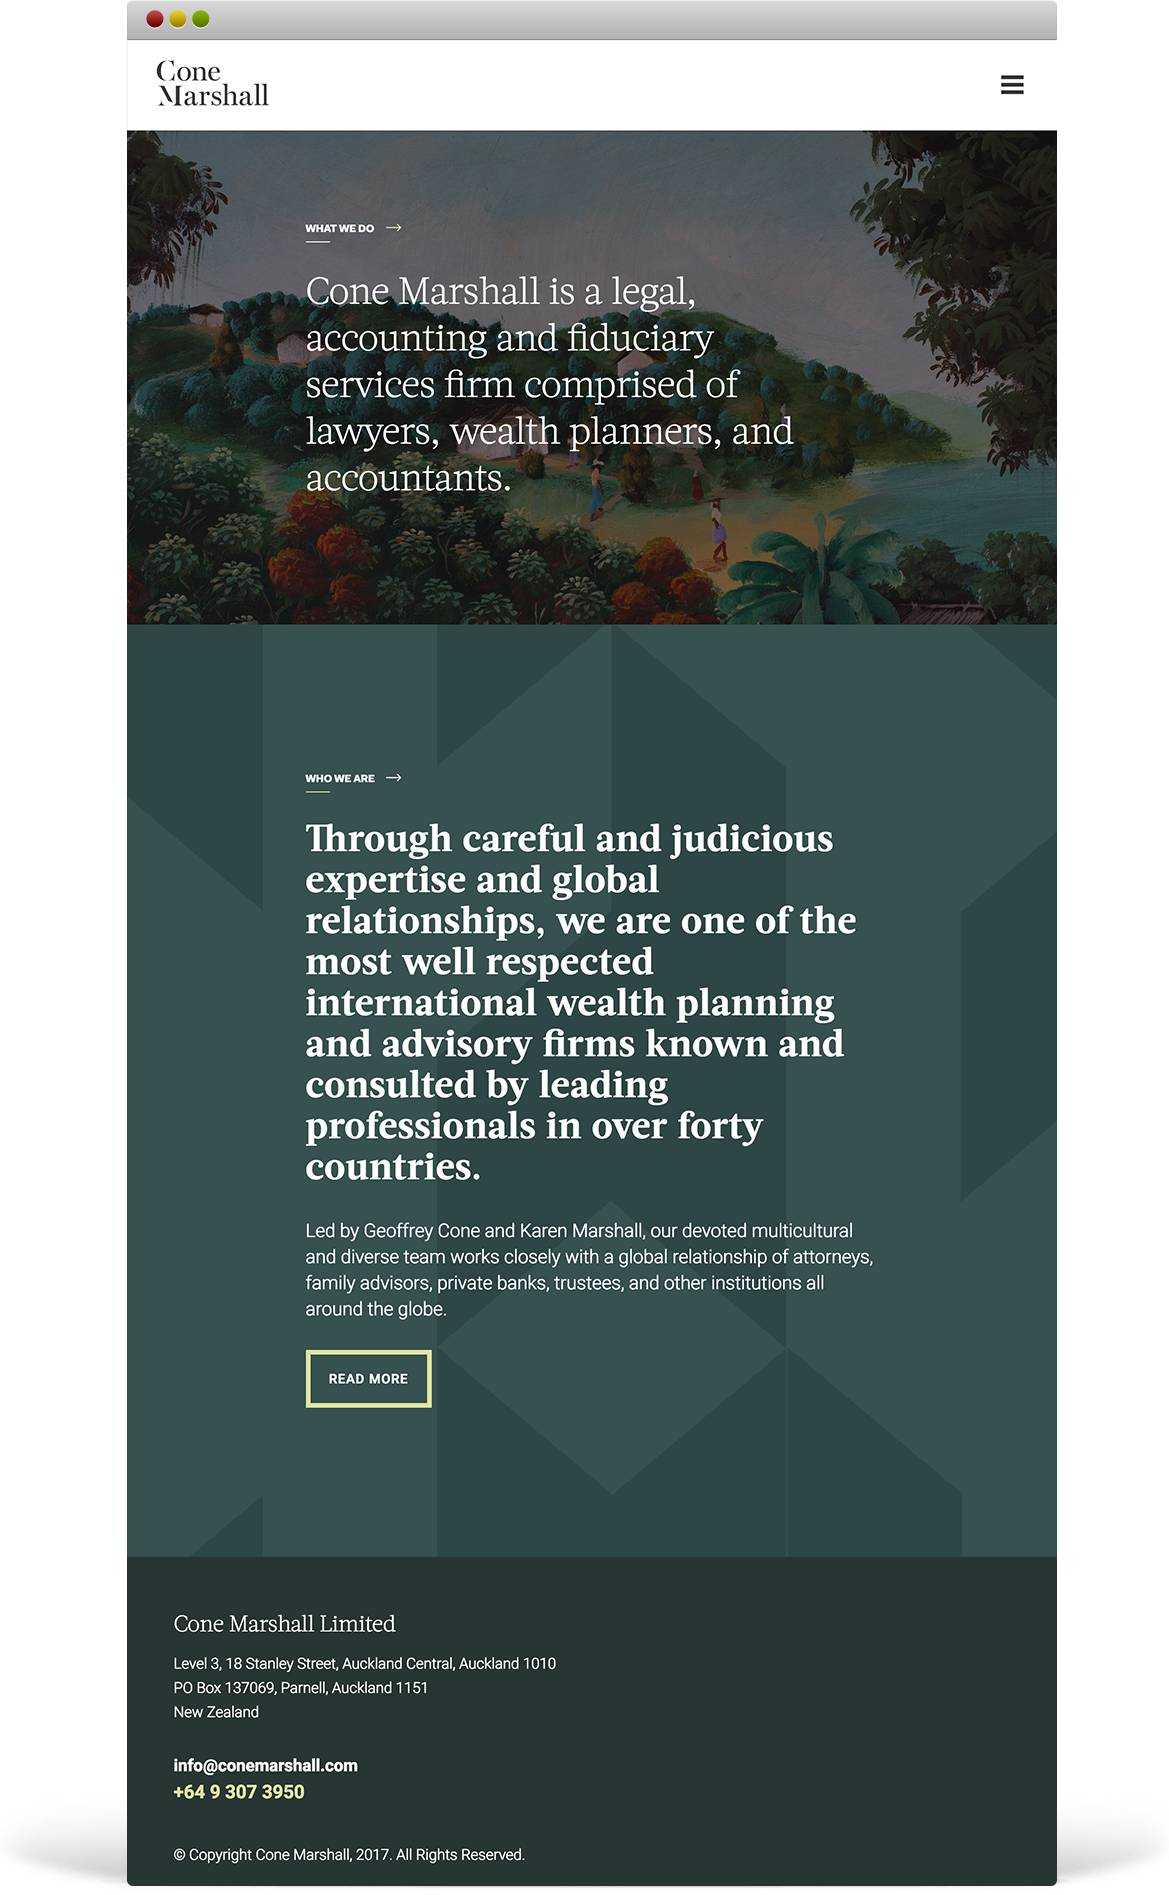 Cone
Marshall
WHAT WE DO
Cone Marshall is a legal,
accounting and fiduciary
services firm comprised of
lawyers, wealth planners, and
accountants.
WHO WE ARE
Through careful and judicious
expertise and global
relationships, we are one of the
most well respected
international wealth planning
and advisory firms known and
consulted by leading
professionals in over forty
countries.
Led by Geoffrey Cone and Karen Marshall, our devoted multicultural
and diverse team works closely with a global relationship of attorneys,
family advisors, private banks, trustees, and other institutions all
around the globe.
READ MORE
Cone Marshall Limited
Level 3, 18 Stanley Street, Auckland Central, Auckland 1010
PO Box 137069, Parnell, Auckland 1151
New Zealand
info@conemarshall.com
+64 9 307 3950
© Copyright Cone Marshall, 2017. All Rights Reserved.